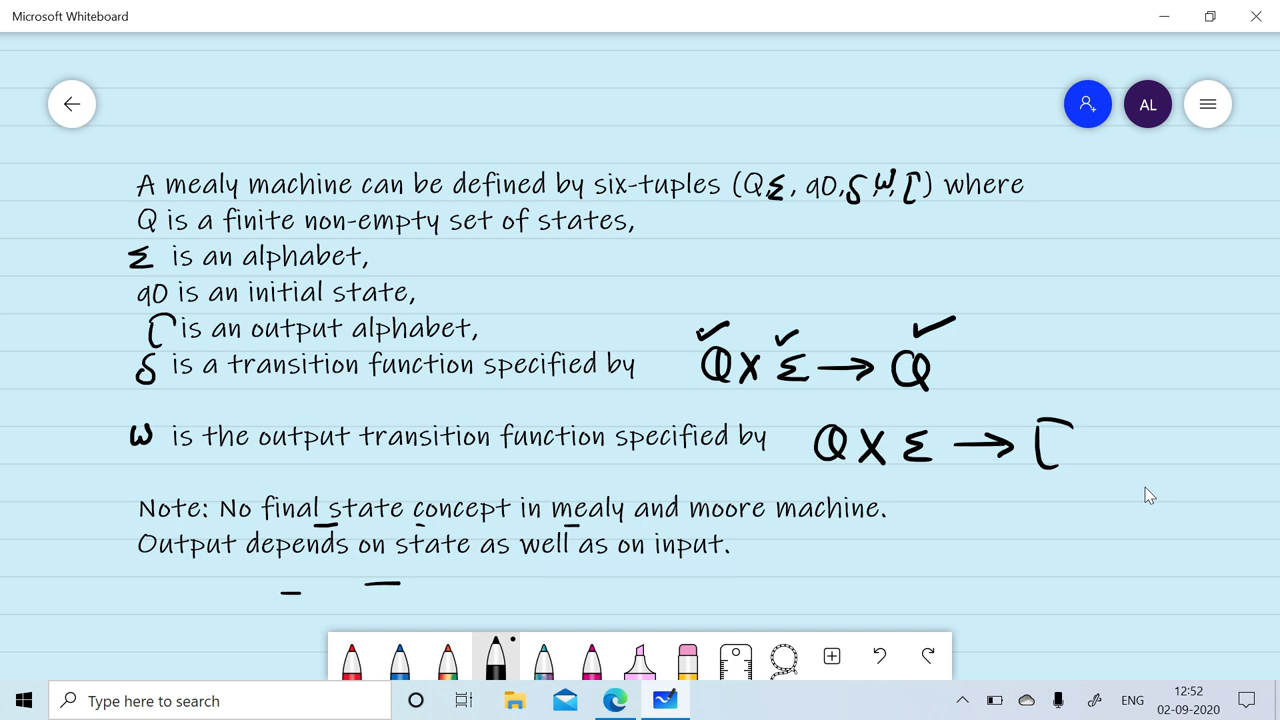 Microsoft Whiteboard
AL
A mealy machine can be defined by six-tuples (Q,Σ, q0,δ,ω,Γ) where
Q is a finite non-empty set of states,
Σ is an alphabet,
q0 is an initial state,
Γ is an output alphabet,
δ is a transition function specified by Q X Σ → Q
ω is the output transition function specified by Q X Σ → Γ
Note: No final state concept in mealy and moore machine.
Output depends on state as well as on input.
Type here to search
ENG
12:52
02-09-2020